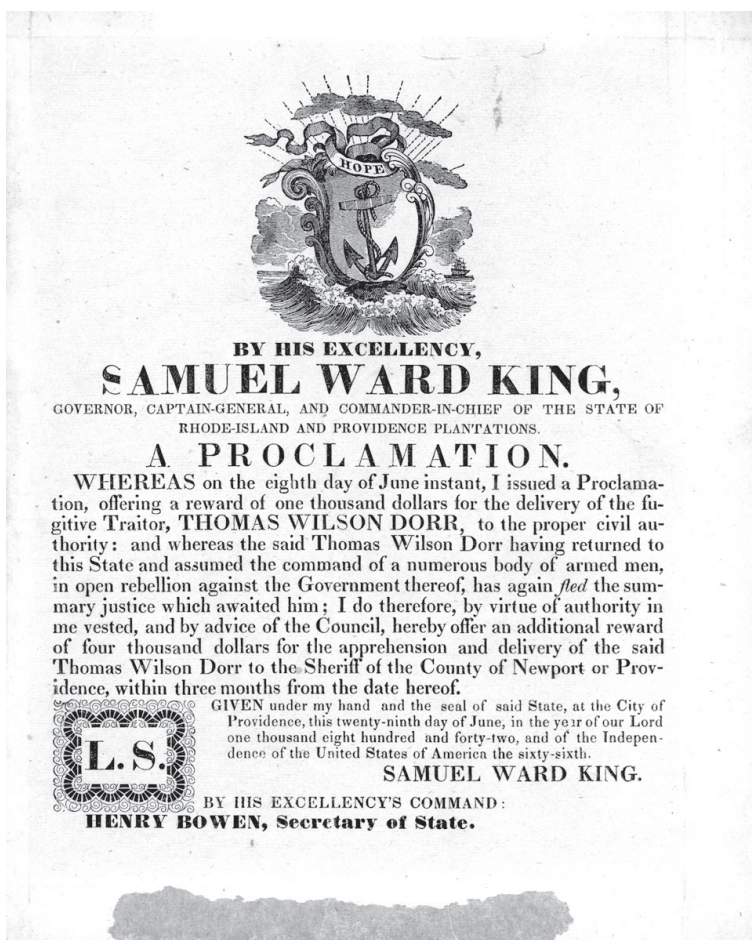 HOPE
BY HIS EXCELLENCY,
SAMUEL WARD KING,
GOVERNOR, CAPTAIN-GENERAL, AND COMMANDER-IN-CHIEF OF THE STATE OF
RHODE-ISLAND AND PROVIDENCE PLANTATIONS.
A PROCLAMATION.
WHEREAS on the eighth day of June instant, I issued a Proclama-
tion, offering a reward of one thousand dollars for the delivery of the fu-
gitive Traitor, THOMAS WILSON DORR, to the proper civil au-
thority: and whereas the said Thomas Wilson Dorr having returned to
this State and assumed the command of a numerous body of armed men,
in open rebellion against the Government thereof, has again fled the sum-
mary justice which awaited him; I do therefore, by virtue of authority in
me vested, and by advice of the Council, hereby offer an additional reward
of four thousand dollars for the apprehension and delivery of the said
Thomas Wilson Dorr to the Sheriff of the County of Newport or Prov-
idence, within three months from the date hereof.
GIVEN under my hand and the seal of said State, at the City of
Providence, this twenty-ninth day of June, in the year of our Lord
one thousand eight hundred and forty-two, and of the Indepen-
dence of the United States of America the sixty-sixth.
L. S.
SAMUEL WARD KING.
BY HIS EXCELLENCY'S COMMAND:
HENRY BOWEN, Secretary of State.